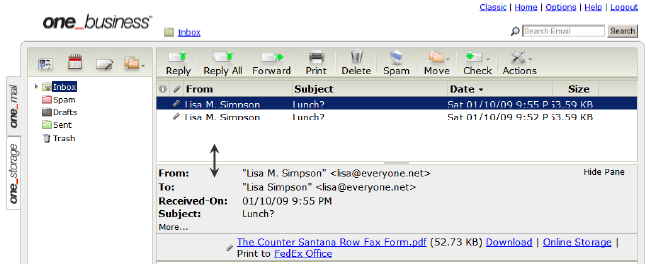 Classic | Home | Options | Help | Logout
one_business
Inbox
Search Email
Search
Reply Reply All Forward Print Delete Spam Move Check Actions
From Subject Date Size
Inbox
Lisa M. Simpson Lunch? Sat 01/10/09 9:55 P 53.59 KB
Spam
Lisa M. Simpson Lunch? Sat 01/10/09 9:52 P 53.59 KB
Drafts
Sent
Trash
one_mail
one_storage
From: "Lisa M. Simpson" <lisa@everyone.net> Hide Pane
To: "Lisa Simpson" <lisa@everyone.net>
Received-On: 01/10/09 9:55 PM
Subject: Lunch?
More...
The Counter Santana Row Fax Form.pdf (52.73 KB) Download | Online Storage |
Print to FedEx Office